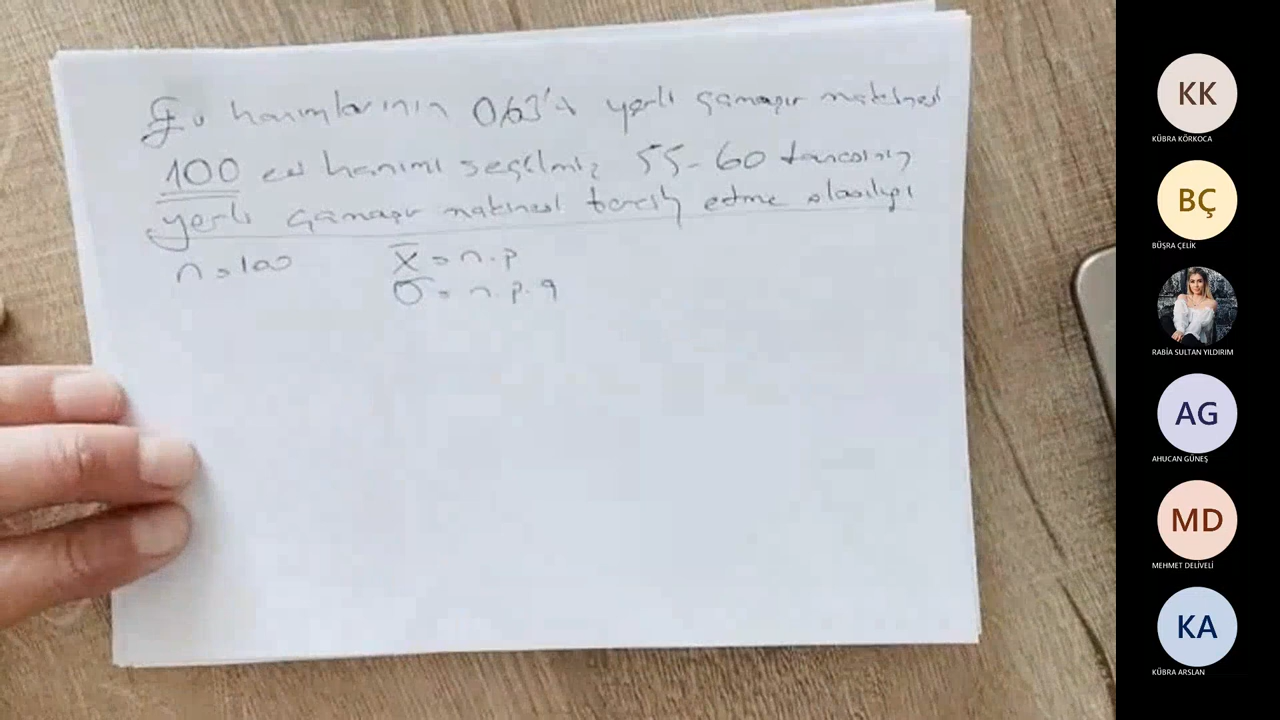 Ev hanımlarının 0,63'ü yerli çamaşır makinesi
100 ev hanımı seçilmiş 55-60 tanesinin
yerli çamaşır makinesi tercih etme olasılığı
n=100
x̄ = n.p
σ = n.p.q
KK
KÜBRA KÖRKOCA
BÇ
BÜŞRA ÇELİK
RABİA SULTAN YILDIRIM
AG
AHUCAN GÜNEŞ
MD
MEHMET DELİVELİ
KA
KÜBRA ARSLAN